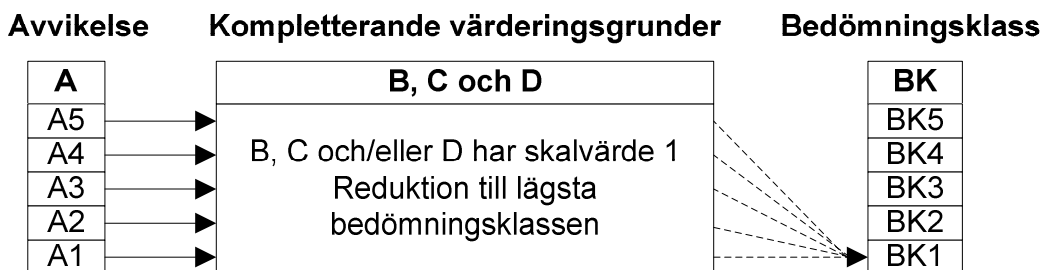 Avvikelse Kompletterande värderingsgrunder Bedömningsklass
A B, C och D BK
A5 BK5
A4 B, C och/eller D har skalvärde 1 BK4
A3 Reduktion till lägsta BK3
A2 bedömningsklassen BK2
A1 BK1